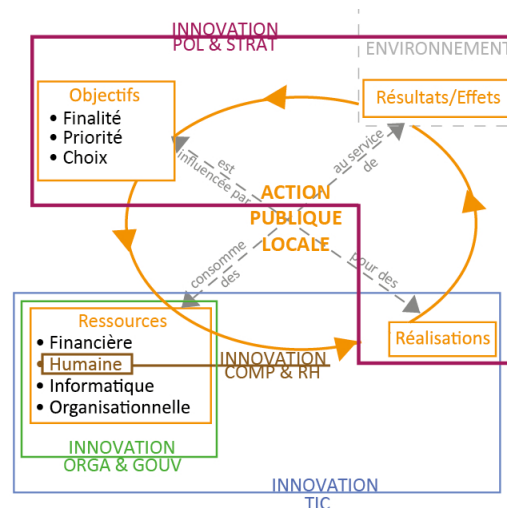 INNOVATION
POL & STRAT
ENVIRONNEMENT
Objectifs
• Finalité
• Priorité
• Choix
Résultats/Effets
est
influencée par
au service
de
ACTION
PUBLIQUE
LOCALE
consomme
des
pour des
Ressources
• Financière
• Humaine
• Informatique
• Organisationnelle
Réalisations
INNOVATION
COMP & RH
INNOVATION
ORGA & GOUV
INNOVATION
TIC